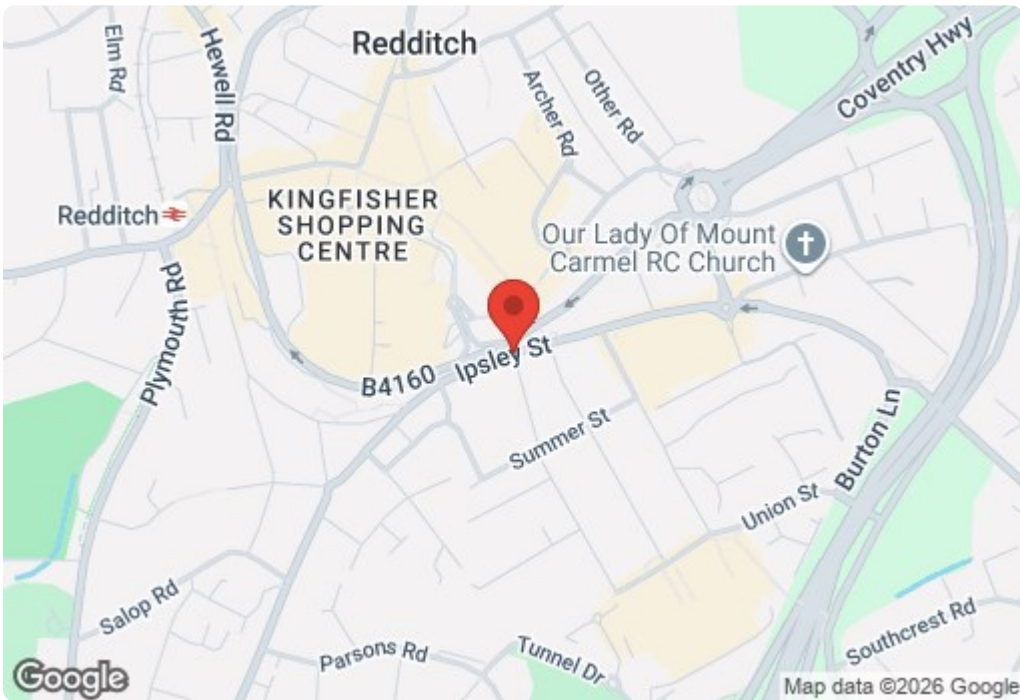 Redditch
Elm Rd
Hewell Rd
Archer Rd
Other Rd
Coventry Hwy
KINGFISHER
SHOPPING
CENTRE
Redditch
Our Lady Of Mount
Carmel RC Church
Plymouth Rd
B4160
Ipsley St
Summer St
Burton Ln
Union St
Salop Rd
Parsons Rd
Tunnel Dr
Southcrest Rd
Google
Map data ©2026 Google